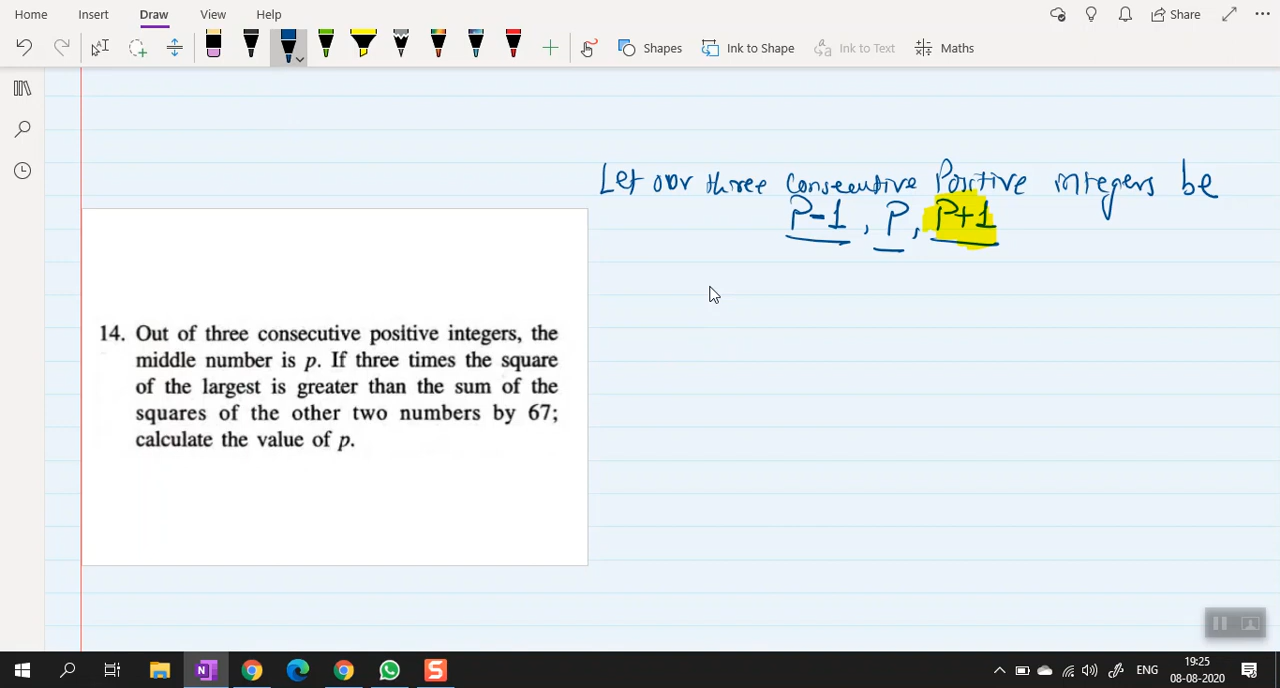 Home Insert Draw View Help Share
Shapes Ink to Shape Ink to Text Maths
Let our three consecutive Positive integers be
P-1, P, P+1
14. Out of three consecutive positive integers, the
middle number is p. If three times the square
of the largest is greater than the sum of the
squares of the other two numbers by 67;
calculate the value of p.
ENG
19:25
08-08-2020